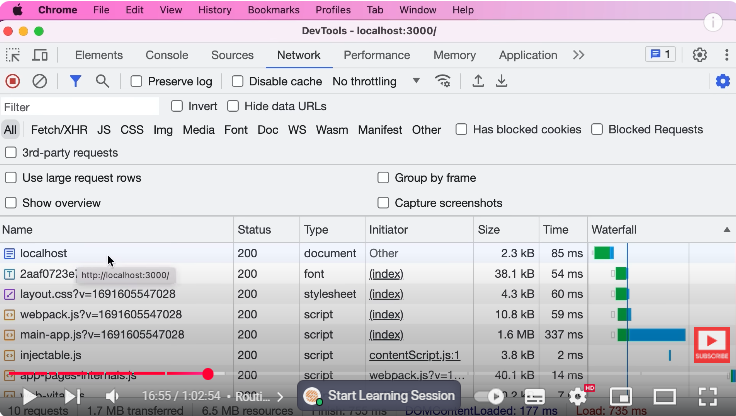 Chrome File Edit View History Bookmarks Profiles Tab Window Help
DevTools - localhost:3000/
Elements Console Sources Network Performance Memory Application 1
Preserve log Disable cache No throttling
Filter Invert Hide data URLs
All Fetch/XHR JS CSS Img Media Font Doc WS Wasm Manifest Other Has blocked cookies Blocked Requests
3rd-party requests
Use large request rows Group by frame
Show overview Capture screenshots
Name Status Type Initiator Size Time Waterfall
localhost 200 document Other 2.3 kB 85 ms
2aaf0723e 200 font (index) 38.1 kB 54 ms
http://localhost:3000/
layout.css?v=1691605547028 200 stylesheet (index) 4.3 kB 60 ms
webpack.js?v=1691605547028 200 script (index) 10.8 kB 59 ms
main-app.js?v=1691605547028 200 script (index) 1.6 MB 337 ms
SUBSCRIBE
injectable.js 200 script contentScript.js:1 3.8 kB 2 ms
app-pages-internals.js 200 script webpack.js?v=1... 40.1 kB 14 ms
16:55 / 1:02:54 • Routi... Start Learning Session HD
10 requests 1.7 MB transferred 6.5 MB resources Finish: 755 ms DOMContentLoaded: 177 ms Load: 735 ms